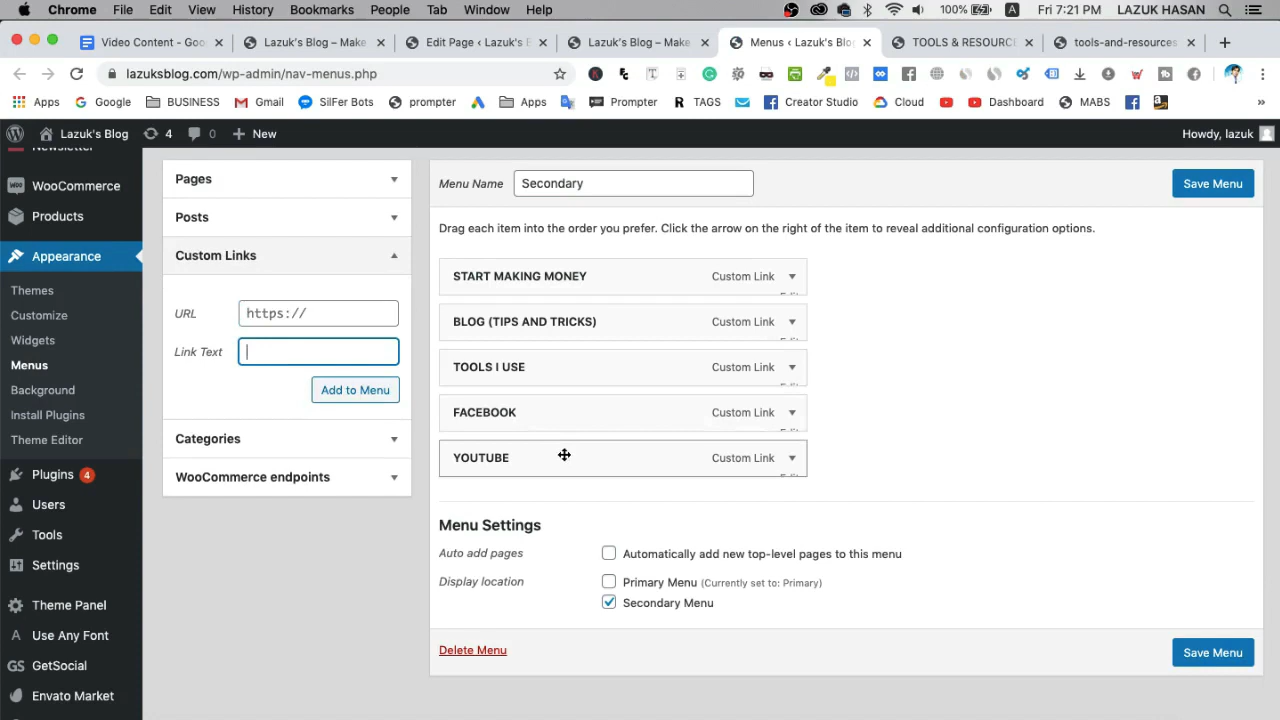 Chrome File Edit View History Bookmarks People Tab Window Help 100% A Fri 7:21 PM LAZUK HASAN
Video Content - Goo Lazuk's Blog – Make Edit Page ‹ Lazuk's B Lazuk's Blog – Make M Menus ‹ Lazuk's Blo TOOLS & RESOURCE tools-and-resources
lazuksblog.com/wp-admin/nav-menus.php
Apps Google BUSINESS Gmail SilFer Bots prompter Apps Prompter R TAGS Creator Studio Cloud Dashboard MABS »
Lazuk's Blog 4 0 New Howdy, lazuk
Newsletter
WooCommerce
Products
Appearance
Themes
Customize
Widgets
Menus
Background
Install Plugins
Theme Editor
Plugins 4
Users
Tools
Settings
Theme Panel
A Use Any Font
GS GetSocial
Envato Market
Pages
Posts
Custom Links
URL https://
Link Text
Add to Menu
Categories
WooCommerce endpoints
Menu Name Secondary Save Menu
Drag each item into the order you prefer. Click the arrow on the right of the item to reveal additional configuration options.
START MAKING MONEY Custom Link
Edit
BLOG (TIPS AND TRICKS) Custom Link
Edit
TOOLS I USE Custom Link
Edit
FACEBOOK Custom Link
Edit
YOUTUBE Custom Link
Edit
Menu Settings
Auto add pages Automatically add new top-level pages to this menu
Display location Primary Menu (Currently set to: Primary)
Secondary Menu
Delete Menu Save Menu